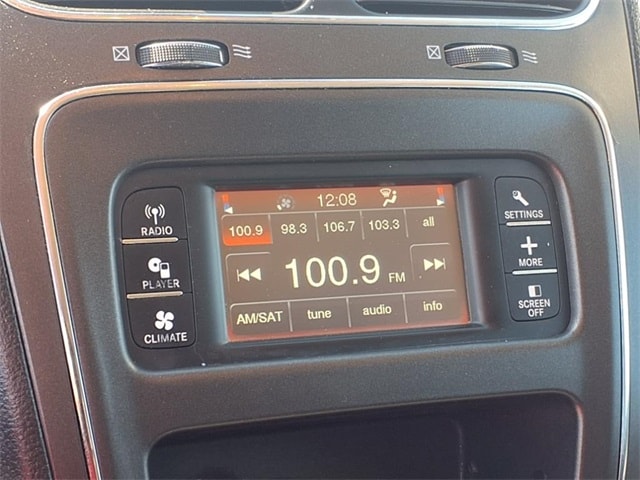 12:08
100.9 98.3 106.7 103.3 all
100.9 FM
AM/SAT tune audio info
RADIO
PLAYER
CLIMATE
SETTINGS
MORE
SCREEN
OFF